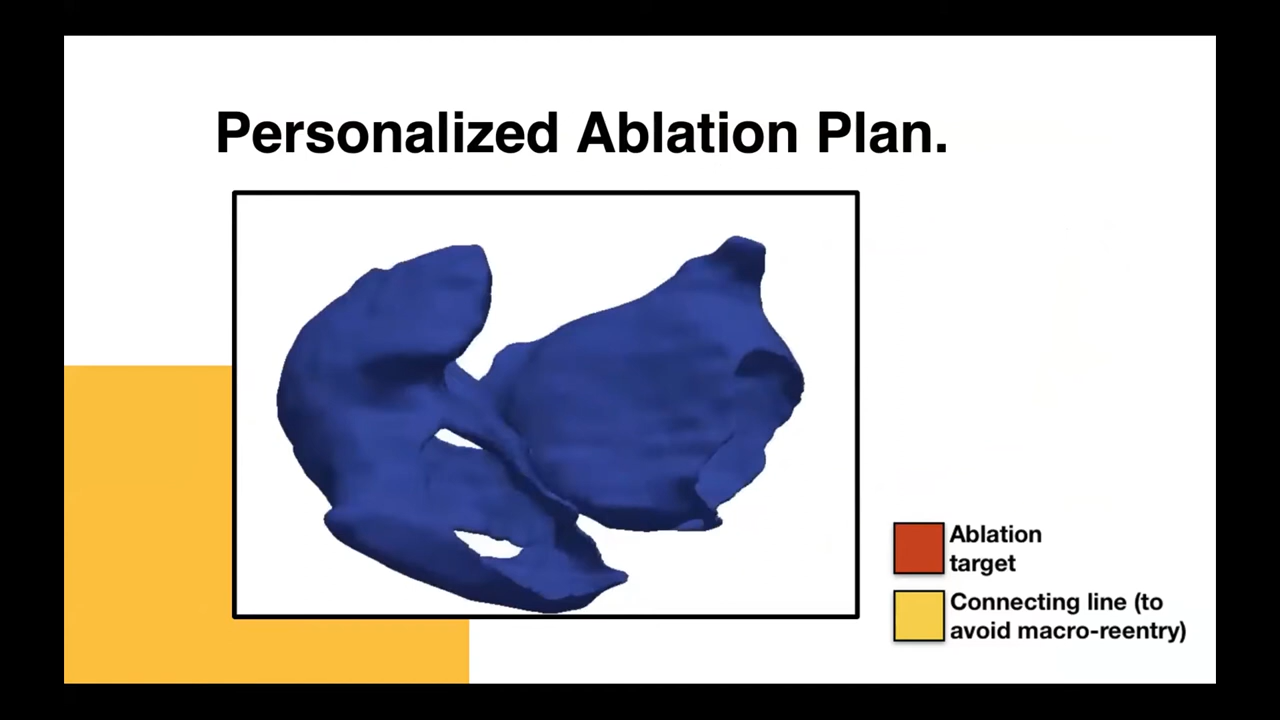 Personalized Ablation Plan.
Ablation
target
Connecting line (to
avoid macro-reentry)